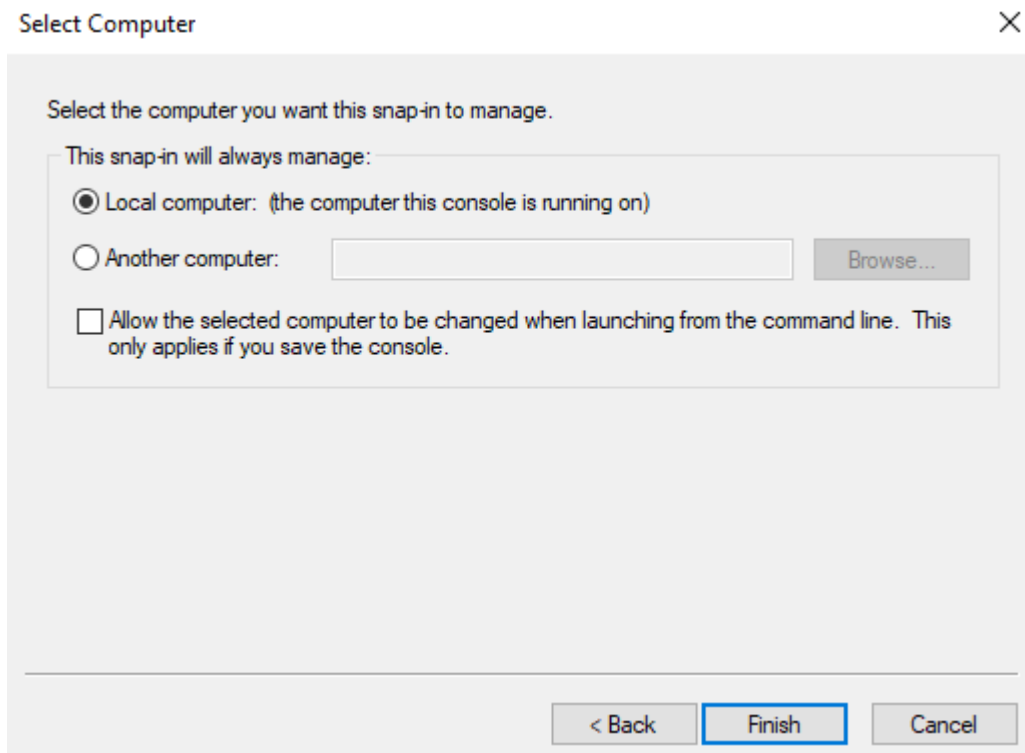 Select Computer
Select the computer you want this snap-in to manage.
This snap-in will always manage:
Local computer:  (the computer this console is running on)
Another computer:
Browse...
Allow the selected computer to be changed when launching from the command line.  This
only applies if you save the console.
< Back
Finish
Cancel